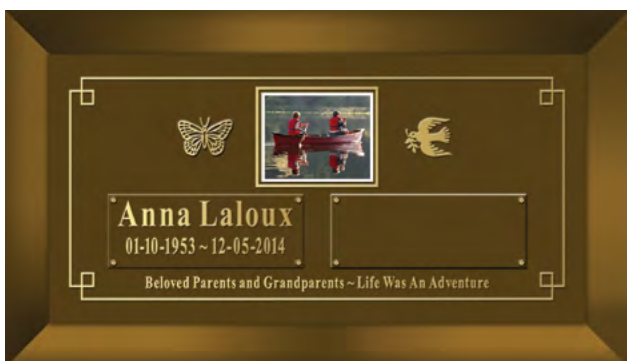 Anna Laloux
01-10-1953 ~ 12-05-2014
Beloved Parents and Grandparents ~ Life Was An Adventure